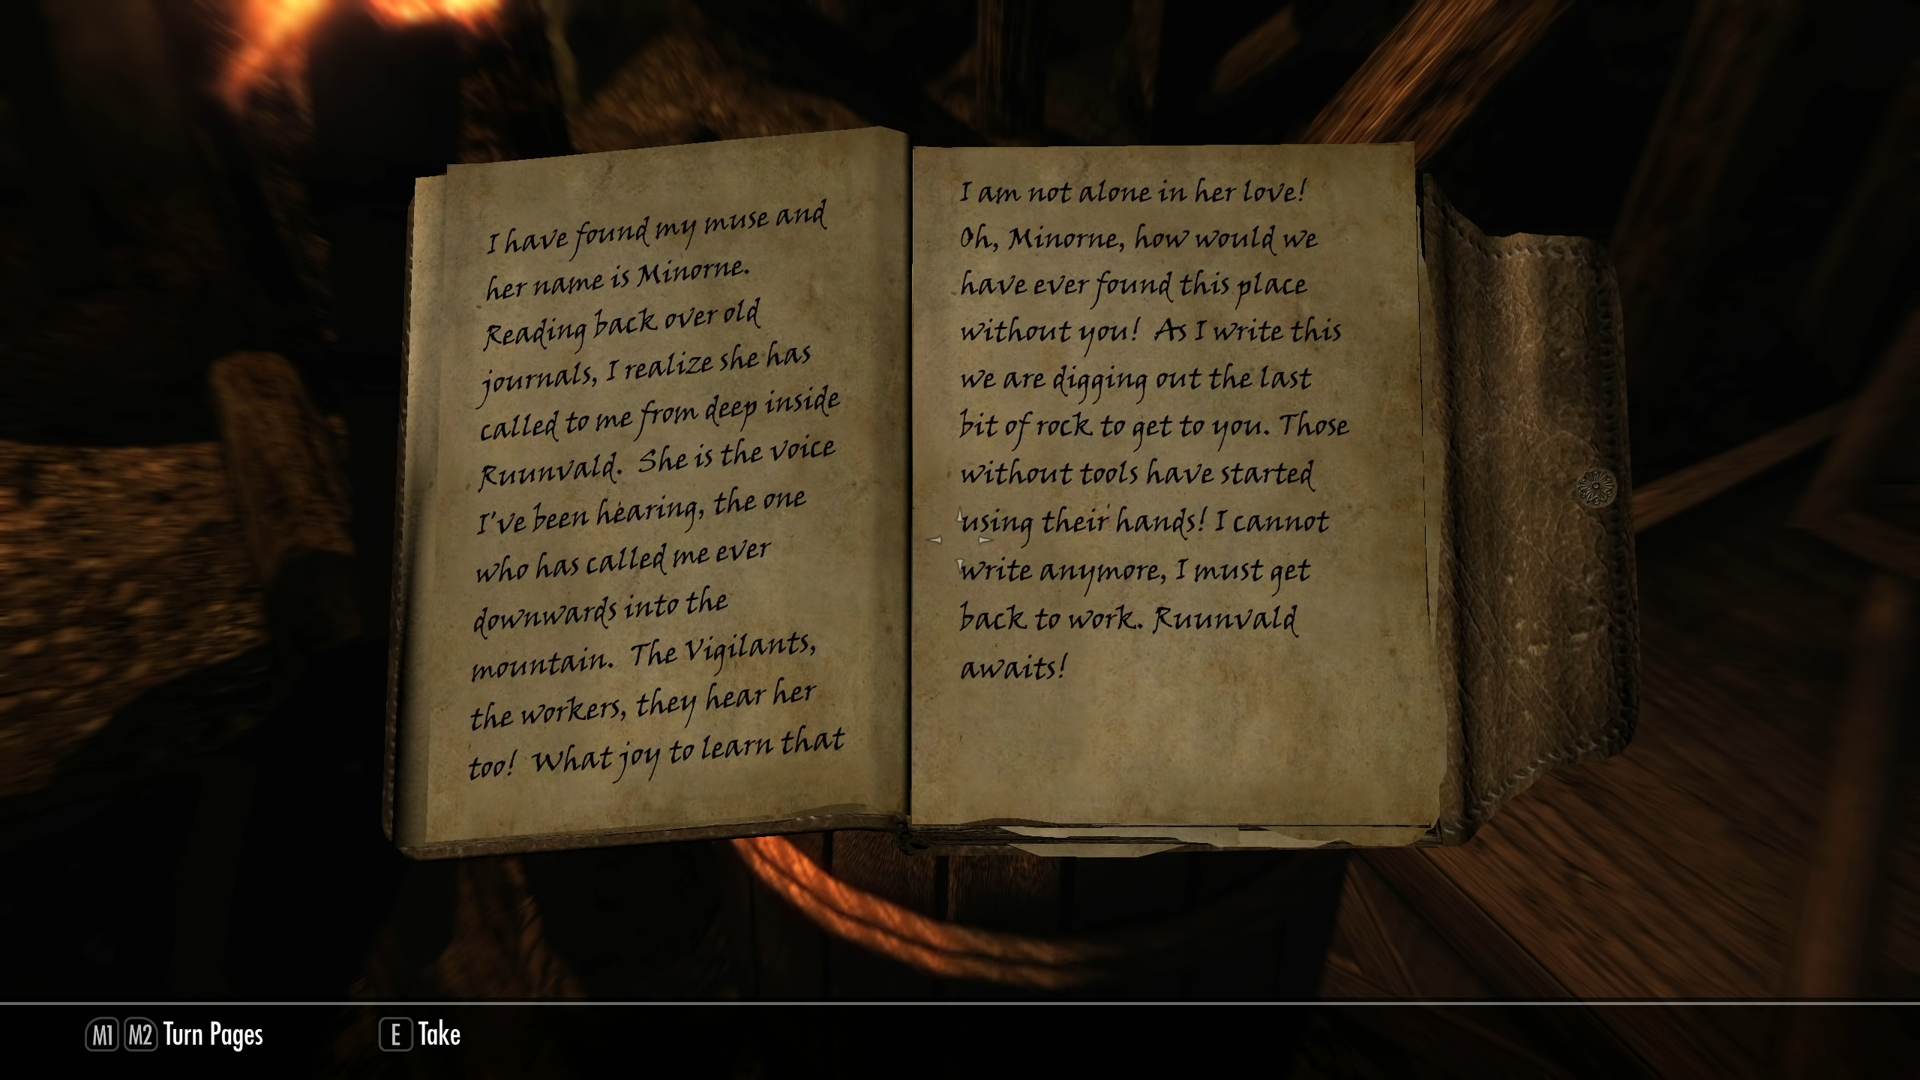 I have found my muse and
her name is Minorne.
Reading back over old
journals, I realize she has
called to me from deep inside
Ruunvald.  She is the voice
I've been hearing, the one
who has called me ever
downwards into the
mountain.  The Vigilants,
the workers, they hear her
too!  What joy to learn that
I am not alone in her love!
Oh, Minorne, how would we
have ever found this place
without you!  As I write this
we are digging out the last
bit of rock to get to you. Those
without tools have started
using their hands! I cannot
write anymore, I must get
back to work. Ruunvald
awaits!
M1 M2 Turn Pages E Take